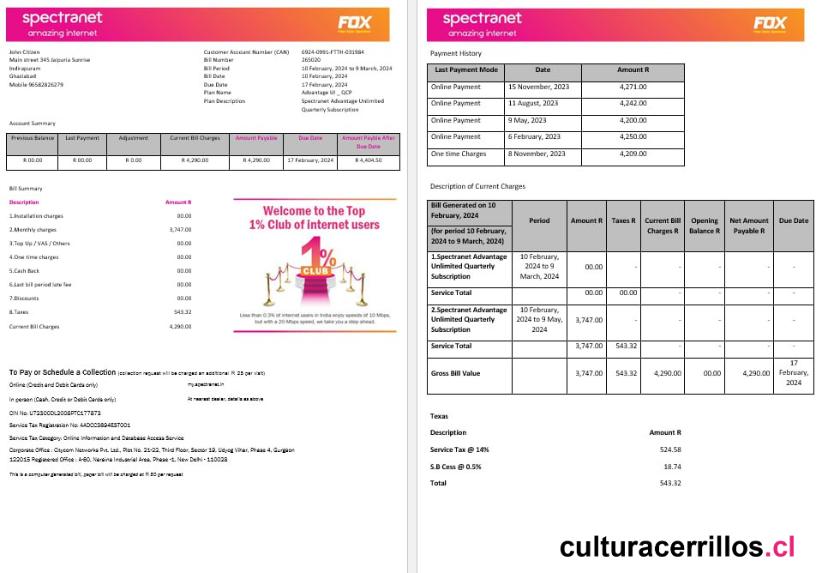 spectranet
amazing internet
FOX
John Citizen
Main street 345 Jaipuria Sunrise
Indirapuram
Ghaziabad
Mobile 96582826279
Customer Account Number (CAN) 6924-0991-FTTH-031984
Bill Number 265020
Bill Period 10 February, 2024 to 9 March, 2024
Bill Date 10 February, 2024
Due Date 17 February, 2024
Plan Name Advantage UI _ QCP
Plan Description Spectranet Advantage Unlimited
Quarterly Subscription
Account Summary
Previous Balance Last Payment Adjustment Current Bill Charges Amount Payable Due Date Amount Payble After
Due Date
R 00.00 R 00.00 R 0.00 R 4,290.00 R 4,290.00 17 February, 2024 R 4,404.50
Bill Summary
Description Amount R
1.Installation charges 00.00
2.Monthly charges 3,747.00
3.Top Up / VAS / Others 00.00
4.One time charges 00.00
5.Cash Back 00.00
6.Last bill period late fee 00.00
7.Discounts 00.00
8.Taxes 543.32
Current Bill Charges 4,290.00
Welcome to the Top
1% Club of internet users
1%
CLUB
Less than 0.3% of internet users in India enjoy speeds of 10 Mbps,
but with a 20 Mbps speed, we take you a step ahead.
To Pay or Schedule a Collection (collection request will be charged an additional R 25 per visit)
Online (Credit and Debit Cards only) my.spectranet.in
In person (Cash, Credit or Debit Cards only) At nearest dealer, details as above
Service Tax Category: Online Information and Database Access Service
Corporate Office : Citycom Networks Pvt. Ltd., Plot No. 21-22, Third Floor, Sector 19, Udyog Vihar, Phase 4, Gurgaon
122015 Registered Office : A-60, Naraina Industrial Area, Phase -1, New Delhi - 110028
This is a computer generated bill, paper bill will be charged at R 50 per request
spectranet
amazing internet
FOX
Payment History
Last Payment Mode Date Amount R
Online Payment 15 November, 2023 4,271.00
Online Payment 11 August, 2023 4,242.00
Online Payment 9 May, 2023 4,200.00
Online Payment 6 February, 2023 4,250.00
One time Charges 8 November, 2023 4,209.00
Description of Current Charges
Bill Generated on 10
February, 2024
(for period 10 February,
2024 to 9 March, 2024)
Period Amount R Taxes R Current Bill
Charges R Opening
Balance R Net Amount
Payable R Due Date
1.Spectranet Advantage
Unlimited Quarterly
Subscription
10 February,
2024 to 9
March, 2024
00.00 - - - - -
Service Total 00.00 00.00 - - - -
2.Spectranet Advantage
Unlimited Quarterly
Subscription
10 February,
2024 to 9 May,
2024
3,747.00 - - - - -
Service Total 3,747.00 543.32 - - - -
Gross Bill Value 3,747.00 543.32 4,290.00 00.00 4,290.00 17
February,
2024
Texas
Description Amount R
Service Tax @ 14% 524.58
S.B Cess @ 0.5% 18.74
Total 543.32
culturacerrillos.cl